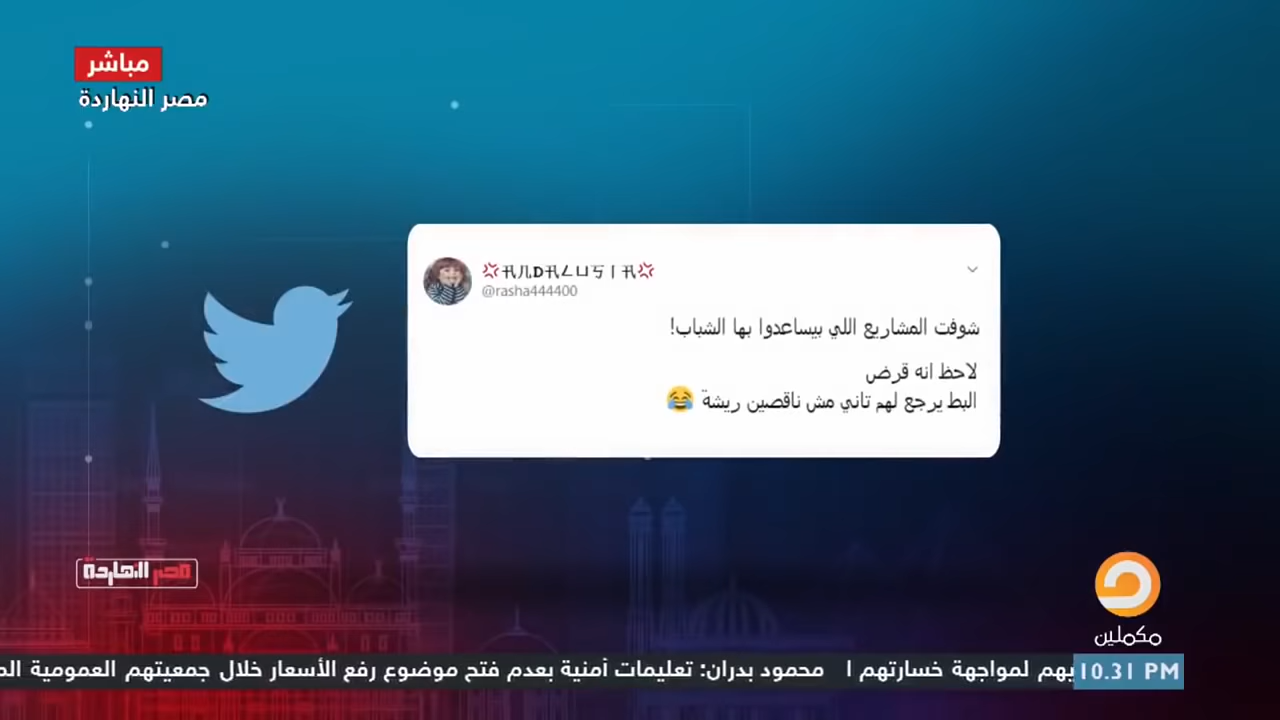 مباشر
مصر النهاردة
@rasha444400
شوفت المشاريع اللي بيساعدوا بها الشباب!
لاحظ انه قرض
البط يرجع لهم تاني مش ناقصين ريشة 😂
مصر النهاردة
مكملين
يهم لمواجهة خسارتهم ا محمود بدران: تعليمات أمنية بعدم فتح موضوع رفع الأسعار خلال جمعيتهم العمومية الم
10.31 PM